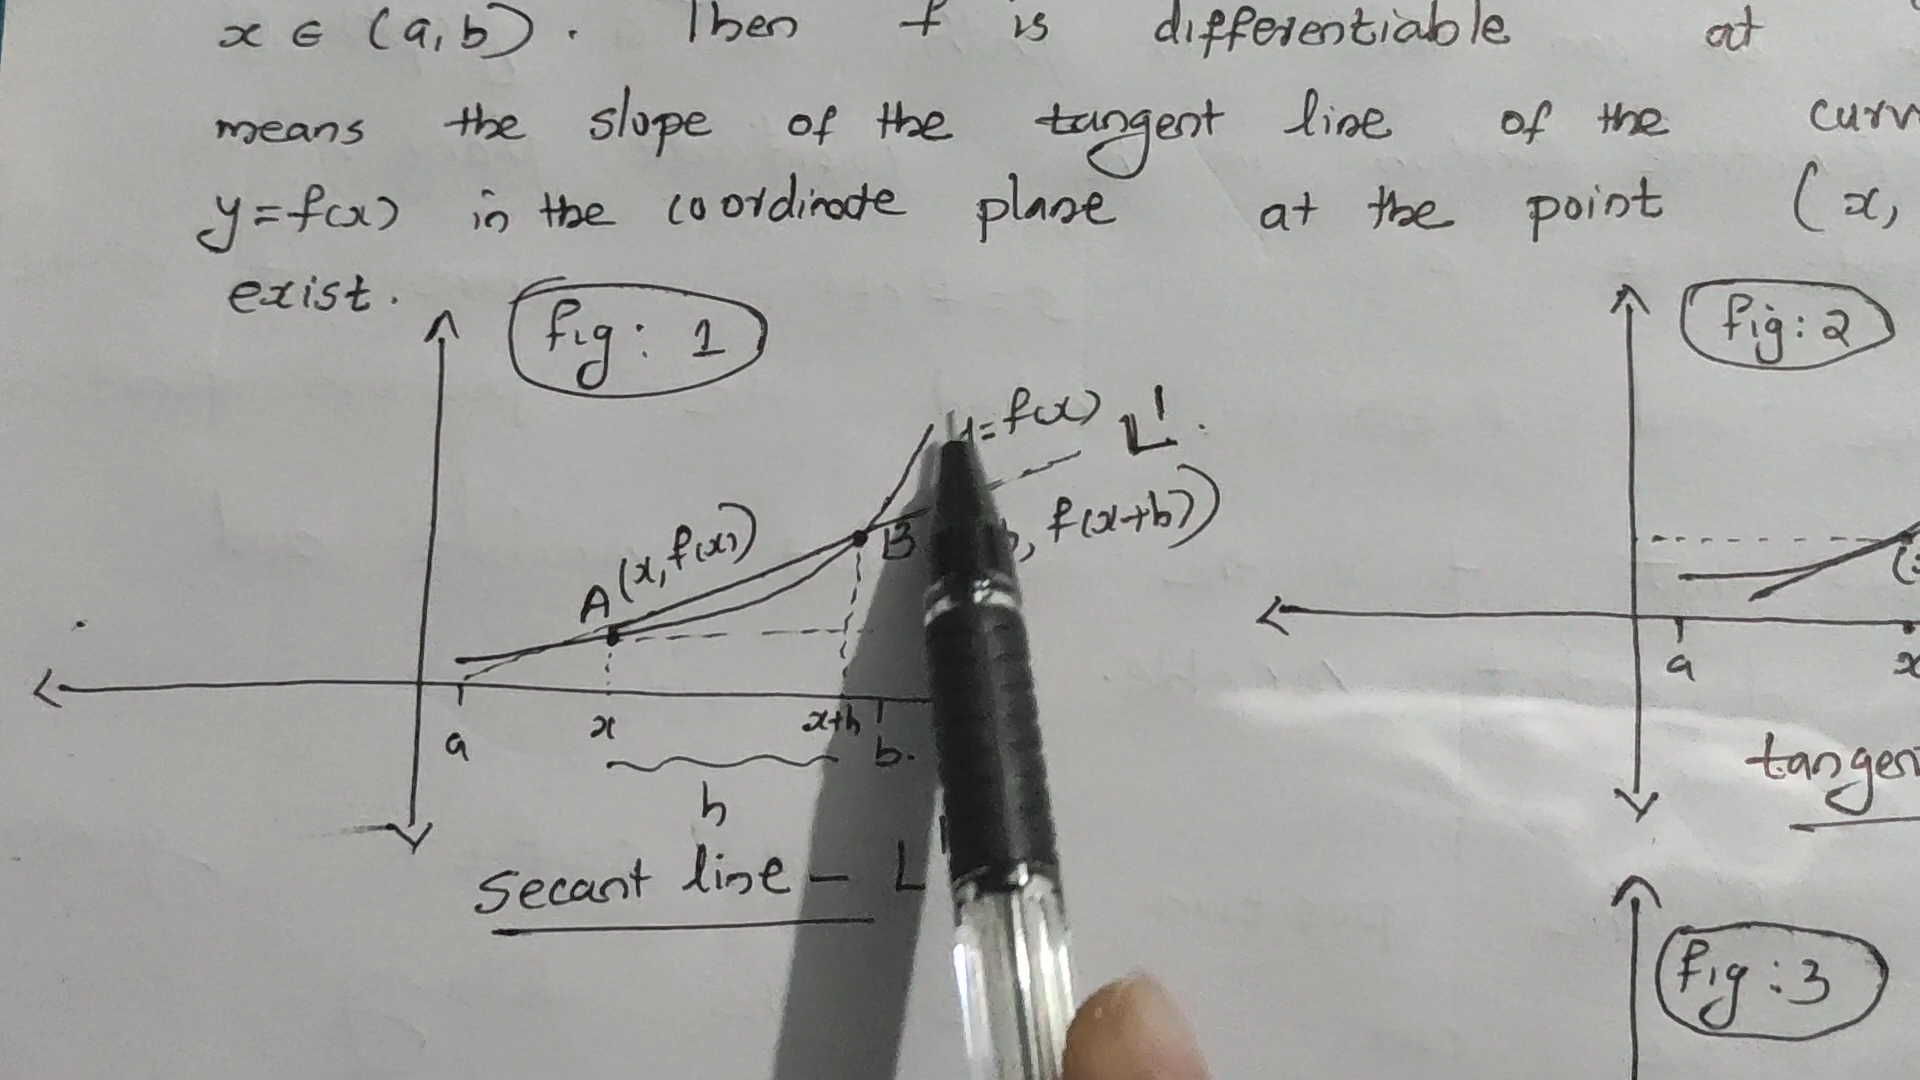 x ∈ (a, b). Then f is differentiable at
means the slope of the tangent line of the curv
y=f(x) in the coordinate plane at the point (x,
exist.
fig: 1
fig: 2
y=f(x) L'.
A (x, f(x))
B , f(x+h))
a x x+h b.
h
Secant line – L
a x
tangen
fig: 3